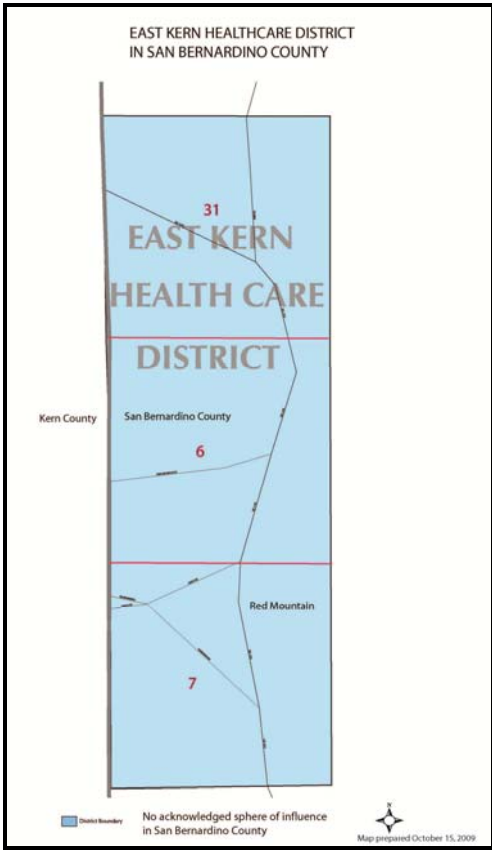 EAST KERN HEALTHCARE DISTRICT
IN SAN BERNARDINO COUNTY
31
EAST KERN
HEALTH CARE
DISTRICT
Kern County
San Bernardino County
6
Red Mountain
7
District Boundary
No acknowledged sphere of influence
in San Bernardino County
N
Map prepared October 15, 2009